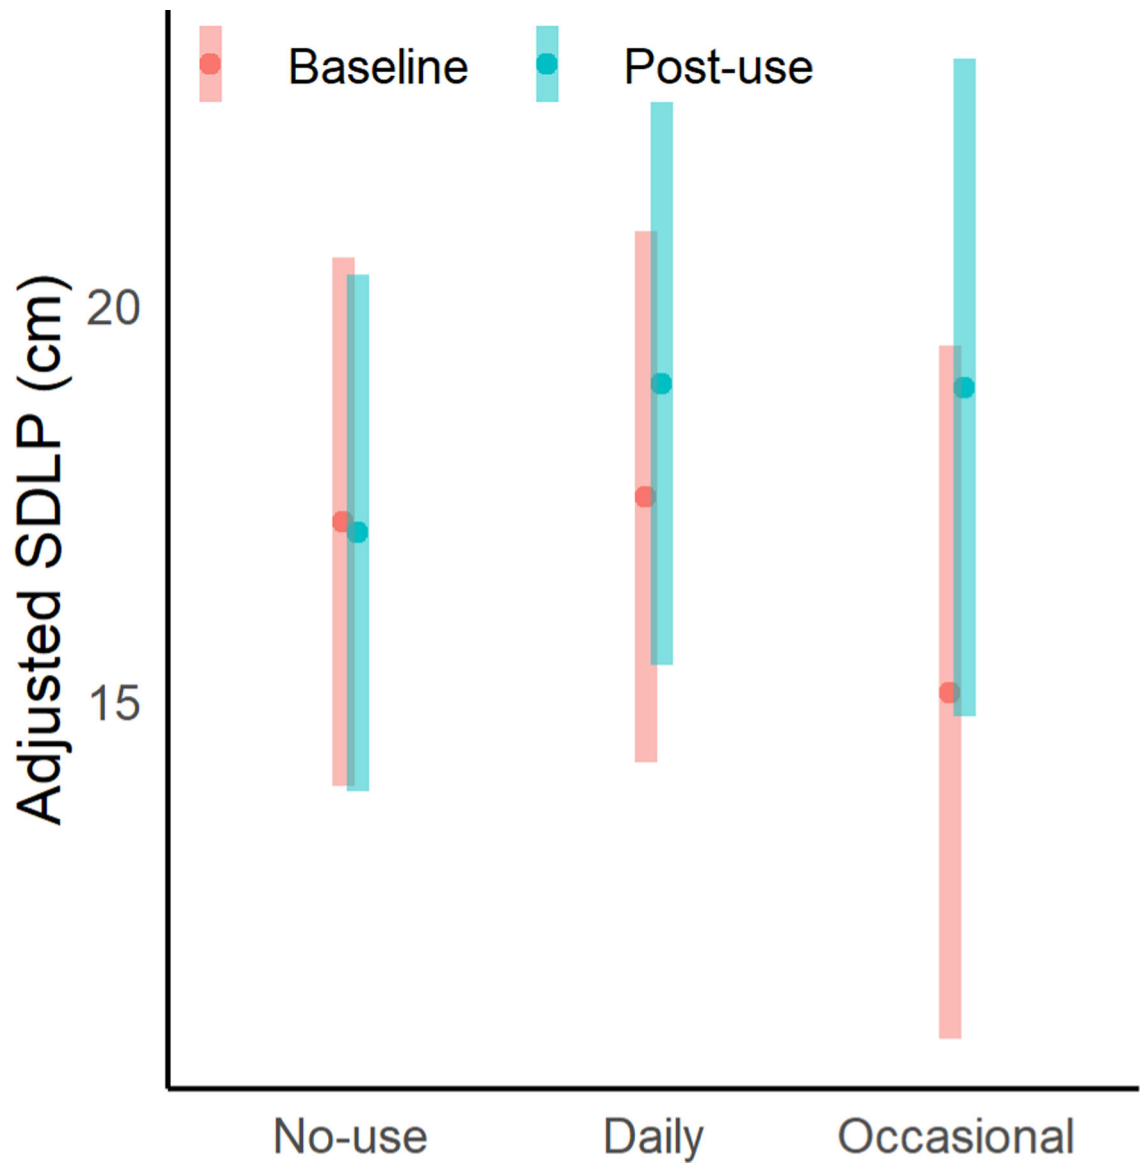 Baseline
Post-use
Adjusted SDLP (cm)
20
15
No-use
Daily
Occasional